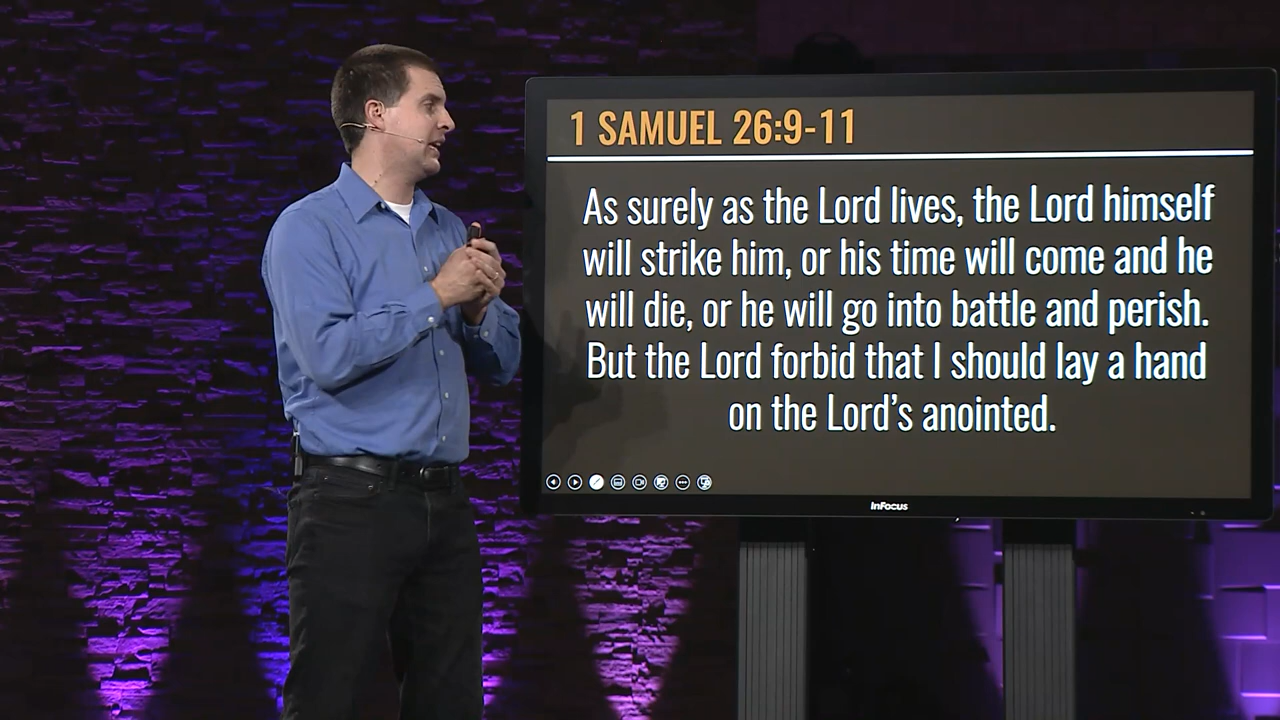 1 SAMUEL 26:9-11
As surely as the Lord lives, the Lord himself
will strike him, or his time will come and he
will die, or he will go into battle and perish.
But the Lord forbid that I should lay a hand
on the Lord’s anointed.
InFocus